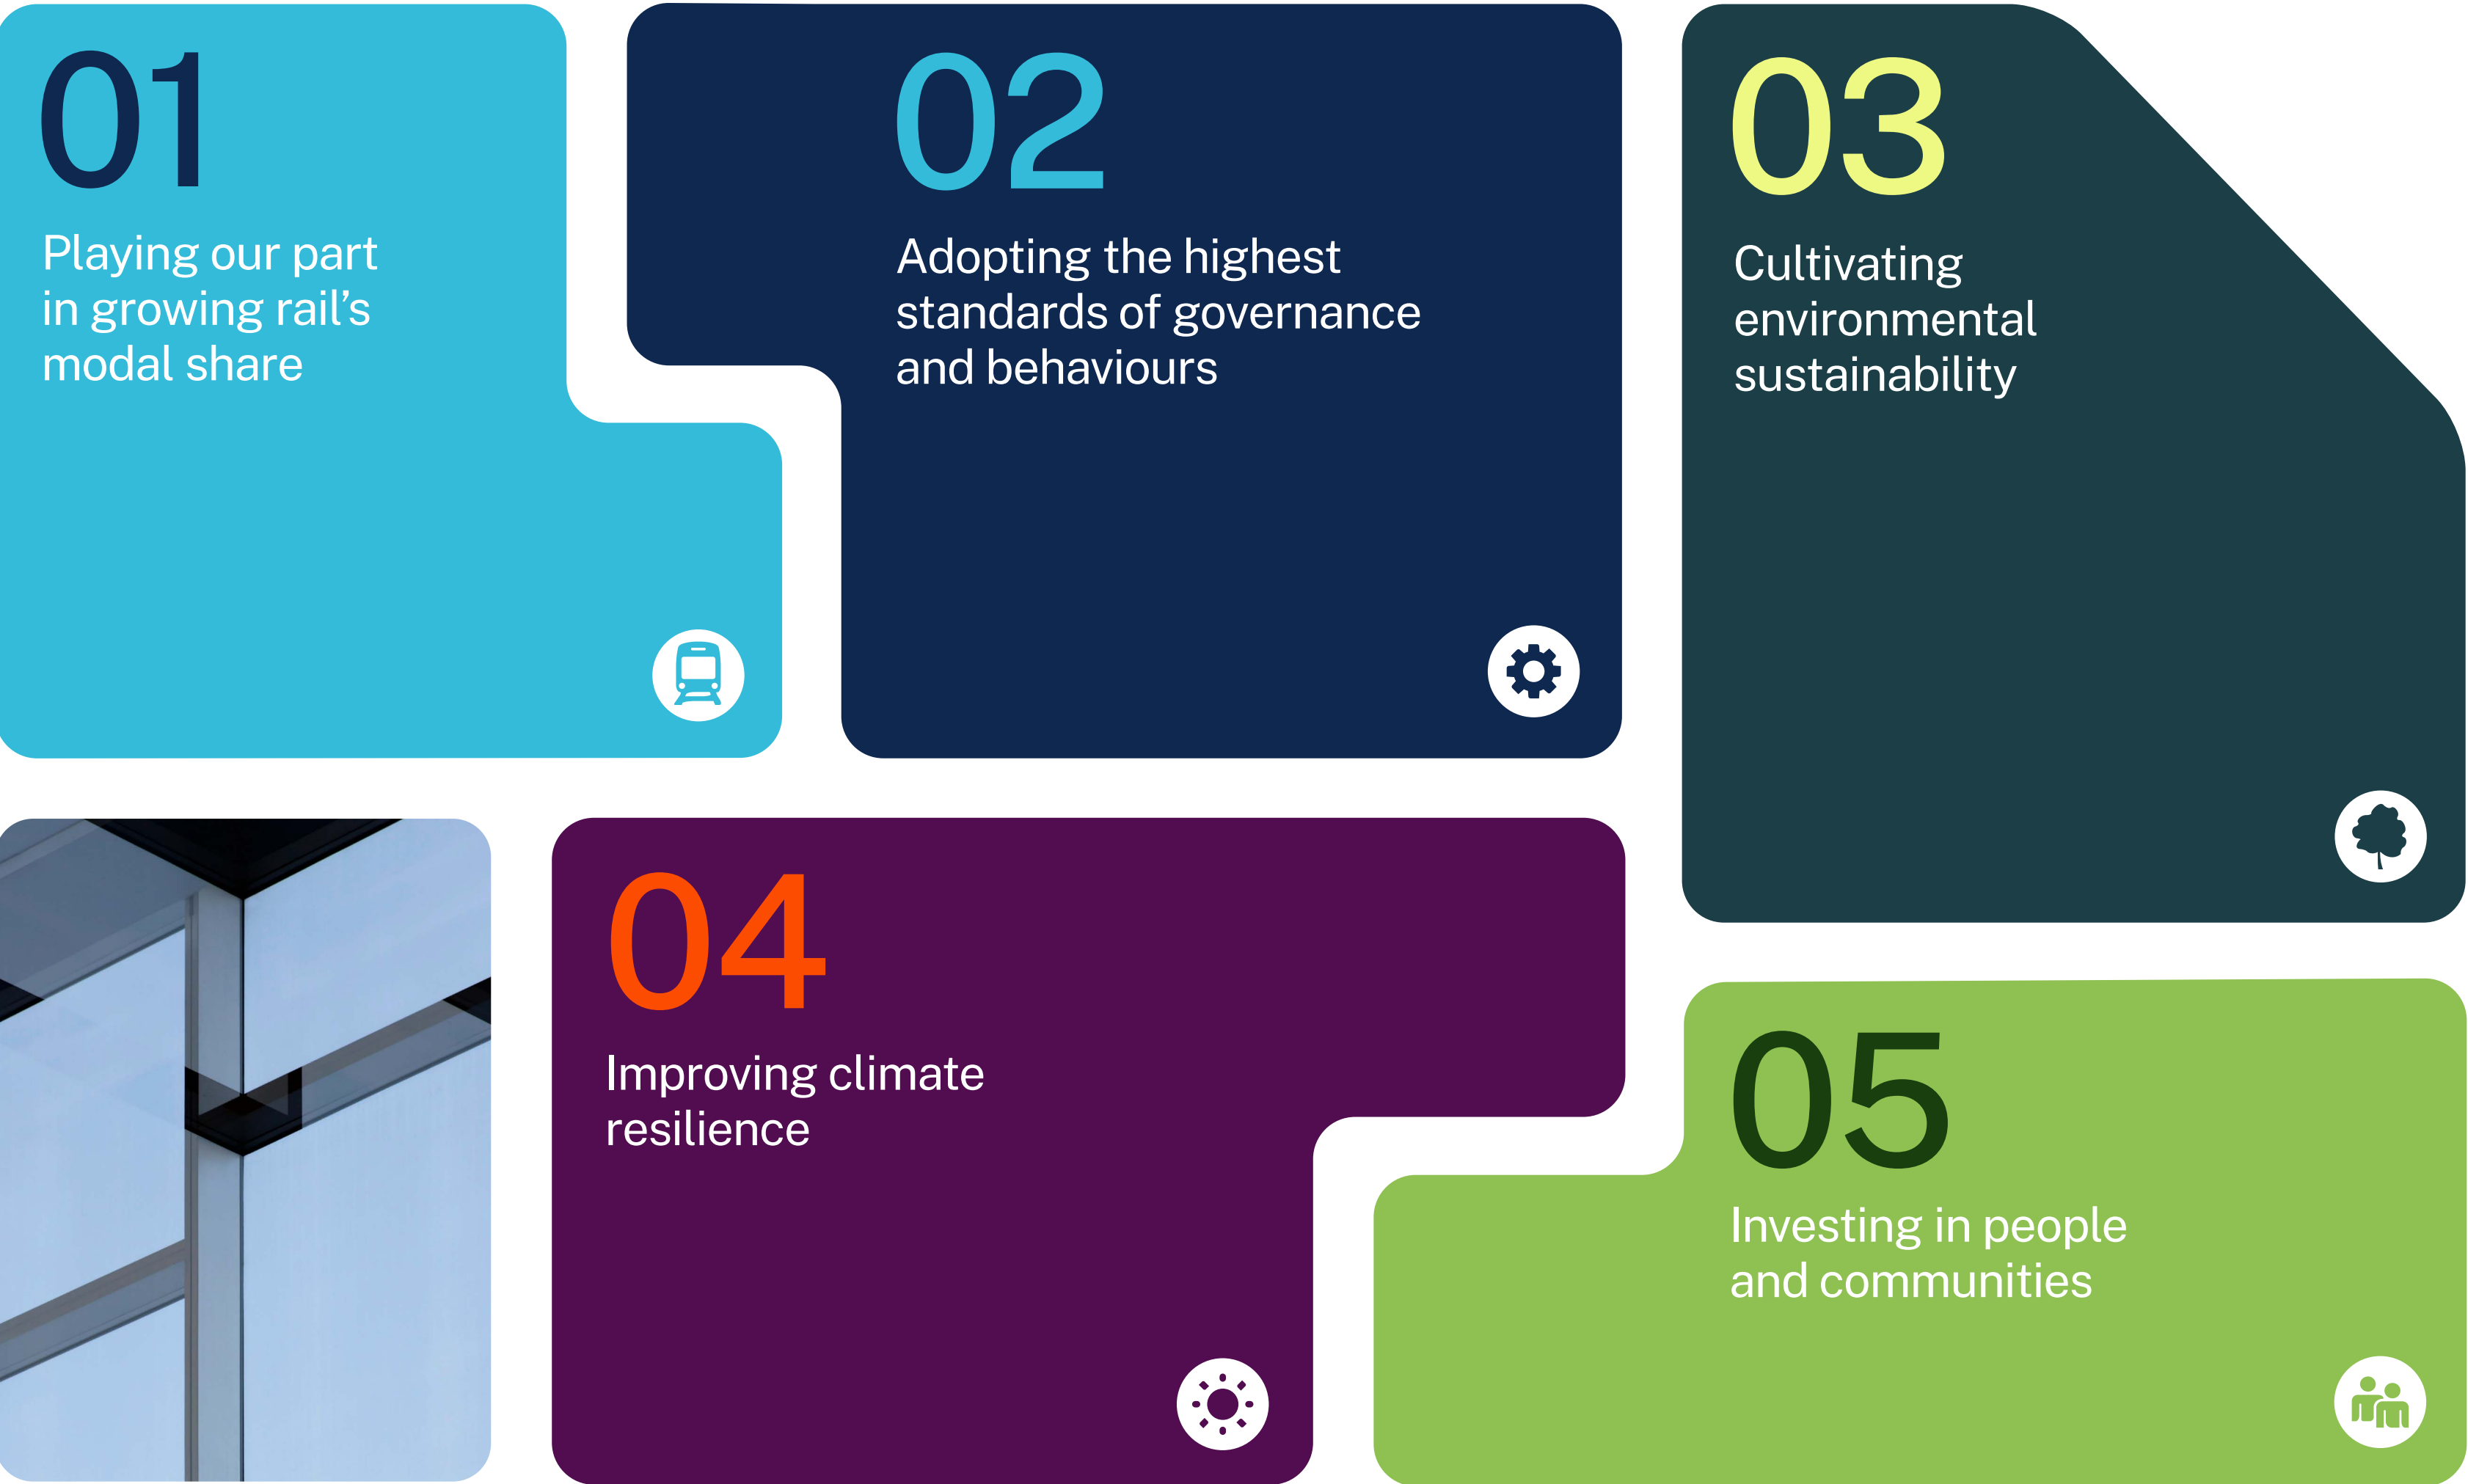 01
Playing our part
in growing rail’s
modal share
02
Adopting the highest
standards of governance
and behaviours
03
Cultivating
environmental
sustainability
04
Improving climate
resilience
05
Investing in people
and communities